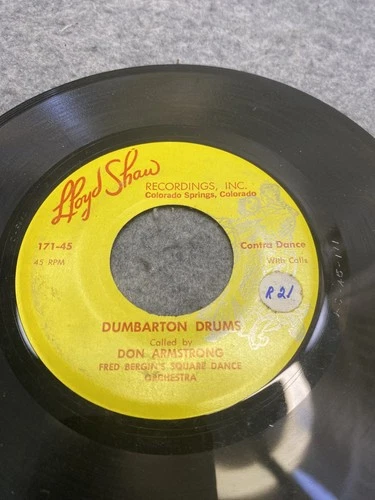 Lloyd Shaw
RECORDINGS, INC.
Colorado Springs, Colorado
171-45
45 RPM
Contra Dance
With Calls
R 21
DUMBARTON DRUMS
Called by
DON ARMSTRONG
FRED BERGIN'S SQUARE DANCE
ORCHESTRA